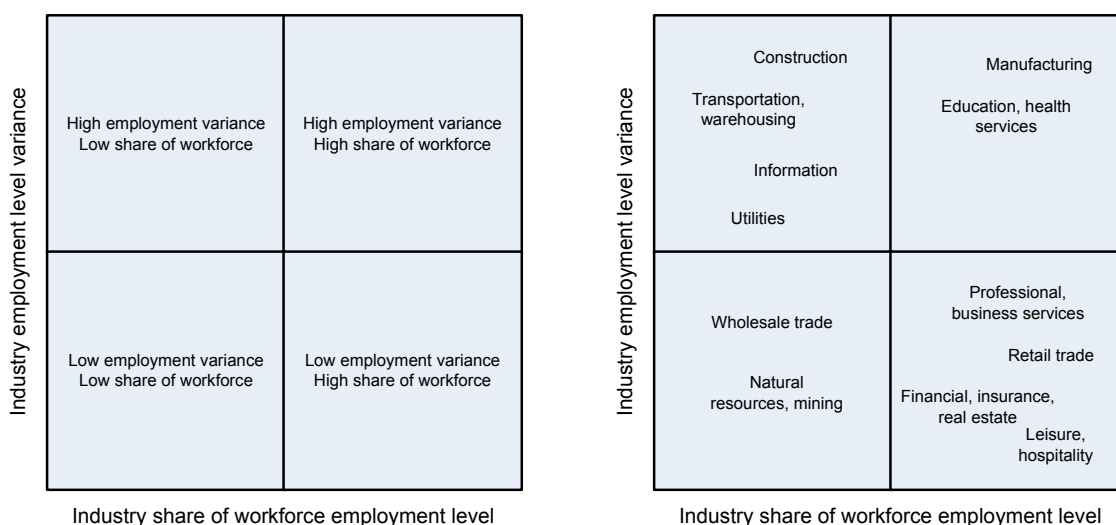 Industry employment level variance
High employment variance
Low share of workforce
High employment variance
High share of workforce
Low employment variance
Low share of workforce
Low employment variance
High share of workforce
Industry share of workforce employment level
Industry employment level variance
Construction
Transportation,
warehousing
Information
Utilities
Manufacturing
Education, health
services
Wholesale trade
Natural
resources, mining
Professional,
business services
Retail trade
Financial, insurance,
real estate
Leisure,
hospitality
Industry share of workforce employment level